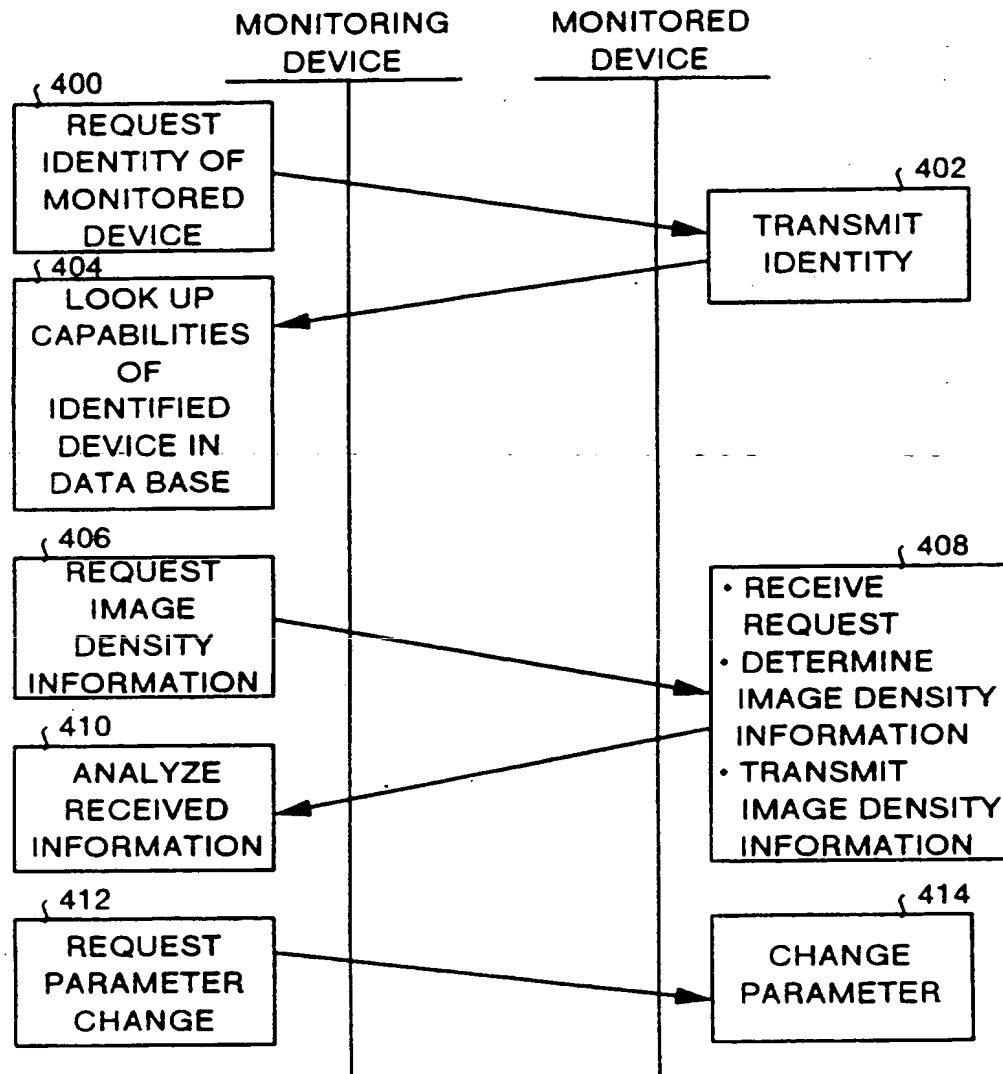 MONITORING
DEVICE
MONITORED
DEVICE
400
REQUEST
IDENTITY OF
MONITORED
DEVICE
402
TRANSMIT
IDENTITY
404
LOOK UP
CAPABILITIES
OF
IDENTIFIED
DEVICE IN
DATA BASE
406
REQUEST
IMAGE
DENSITY
INFORMATION
408
• RECEIVE
REQUEST
• DETERMINE
IMAGE DENSITY
INFORMATION
• TRANSMIT
IMAGE DENSITY
INFORMATION
410
ANALYZE
RECEIVED
INFORMATION
412
REQUEST
PARAMETER
CHANGE
414
CHANGE
PARAMETER